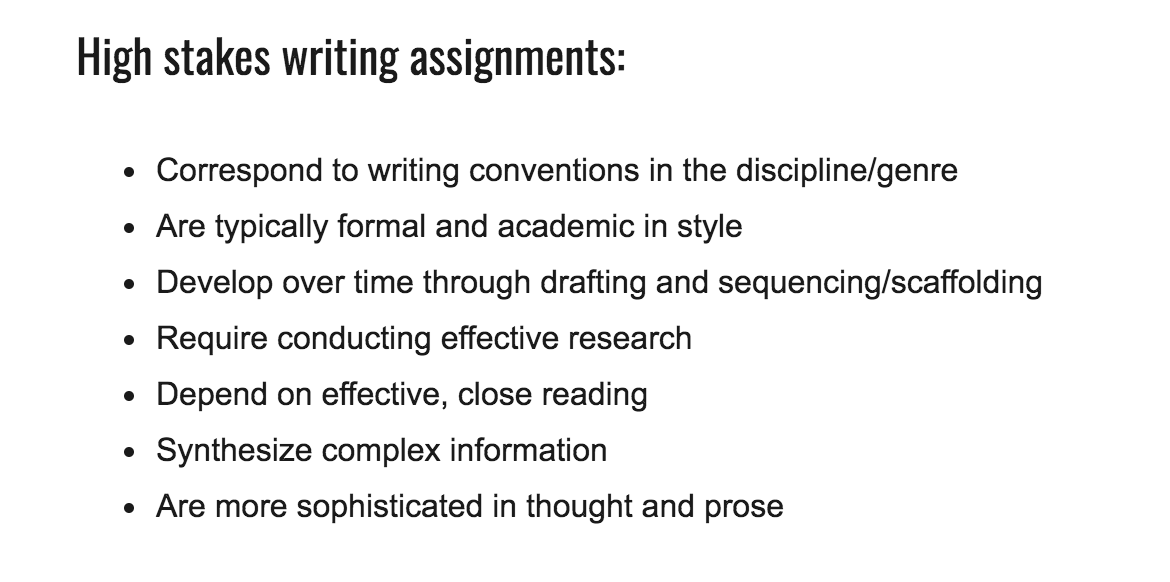 High stakes writing assignments:
• Correspond to writing conventions in the discipline/genre
• Are typically formal and academic in style
• Develop over time through drafting and sequencing/scaffolding
• Require conducting effective research
• Depend on effective, close reading
• Synthesize complex information
• Are more sophisticated in thought and prose